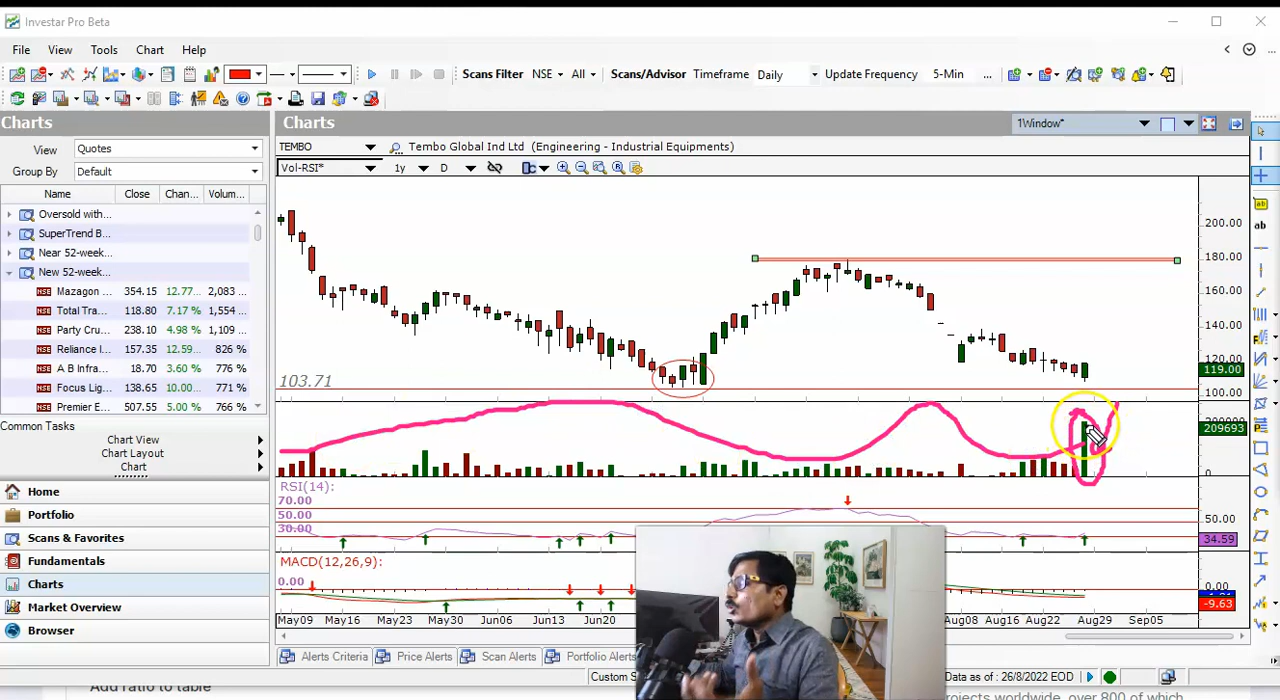 Investar Pro Beta
File View Tools Chart Help
Scans Filter NSE All Scans/Advisor Timeframe Daily Update Frequency 5-Min ...
Charts
Charts
1Window*
View Quotes
TEMBO Tembo Global Ind Ltd (Engineering - Industrial Equipments)
Group By Default
Vol-RSI* 1y D
Name Close Chan... Volum...
Oversold with...
SuperTrend B...
Near 52-week...
New 52-week...
NSE Mazagon ... 354.15 12.77... 2,083 ...
NSE Total Tra... 118.80 7.17 % 1,554 ...
NSE Party Cru... 238.10 4.98 % 1,109 ...
NSE Reliance I... 157.35 12.59... 826 %
NSE A B Infra... 18.70 3.60 % 776 %
NSE Focus Lig... 138.65 10.00... 771 %
NSE Premier E... 507.55 5.00 % 766 %
Common Tasks
Chart View
Chart Layout
Chart
Home
Portfolio
Scans & Favorites
Fundamentals
Charts
Market Overview
Browser
200.00
180.00
160.00
140.00
120.00
119.00
100.00
103.71
209693
0
RSI(14):
70.00
50.00
30.00
50.00
34.59
MACD(12,26,9):
0.00
0.00
-9.63
May09 May16 May23 May30 Jun06 Jun13 Jun20 Aug08 Aug16 Aug22 Aug29 Sep05
Alerts Criteria Price Alerts Scan Alerts Portfolio Alerts
Custom S
Data as of : 26/8/2022 EOD
Add ratio to table
projects worldwide, over 800 of which
ab
ab